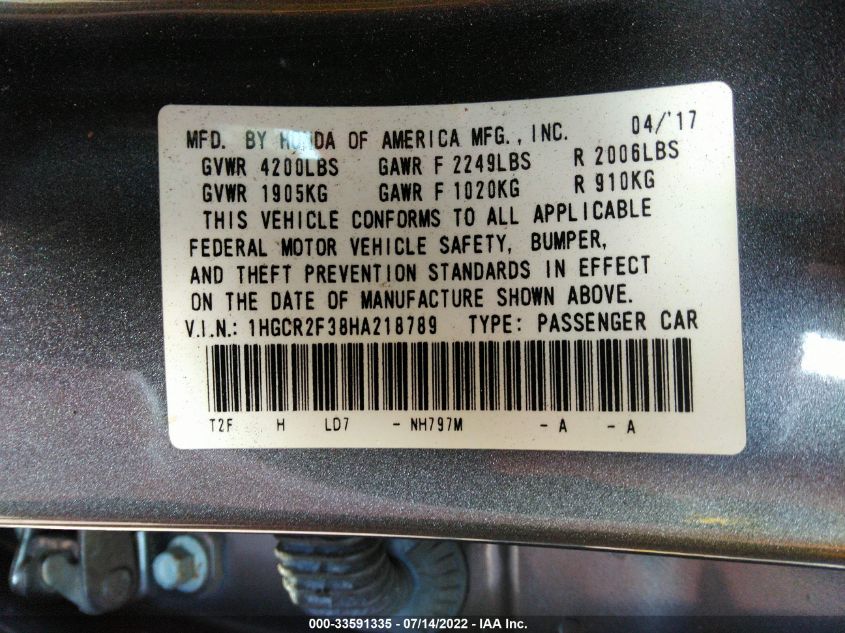 MFD. BY HONDA OF AMERICA MFG., INC. 04/'17
GVWR 4200LBS GAWR F 2249LBS R 2006LBS
GVWR 1905KG GAWR F 1020KG R 910KG
THIS VEHICLE CONFORMS TO ALL APPLICABLE
FEDERAL MOTOR VEHICLE SAFETY, BUMPER,
AND THEFT PREVENTION STANDARDS IN EFFECT
ON THE DATE OF MANUFACTURE SHOWN ABOVE.
V.I.N.: 1HGCR2F38HA218789 TYPE: PASSENGER CAR
T2F H LD7 - NH797M - A - A
000-33591335 - 07/14/2022 - IAA Inc.